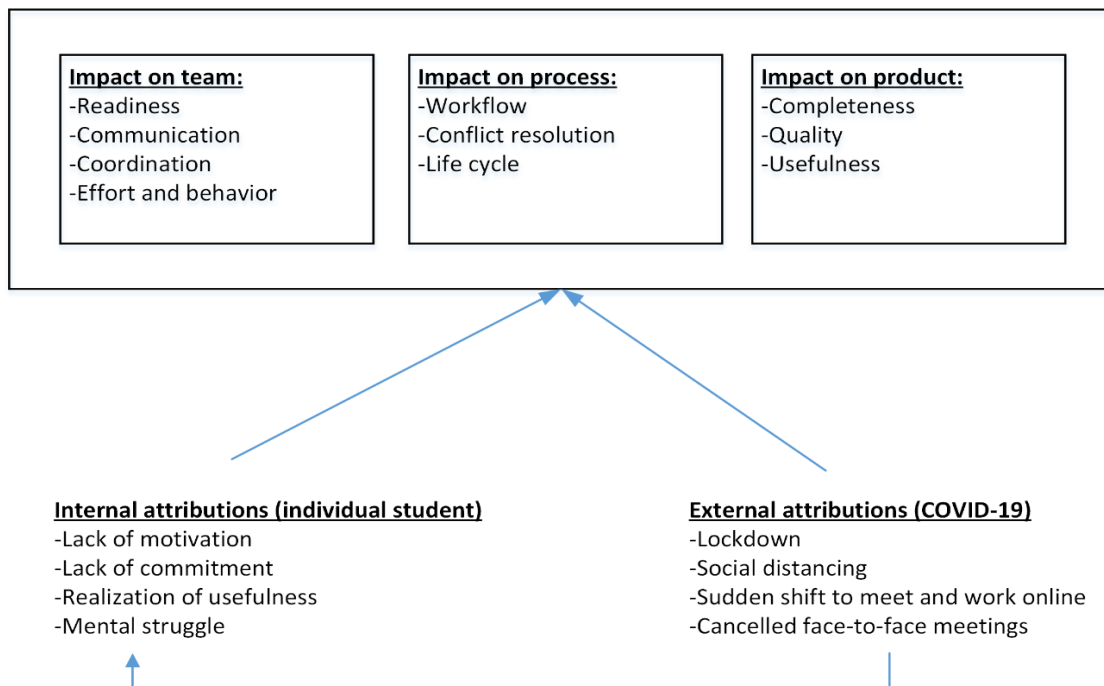 Impact on team:
-Readiness
-Communication
-Coordination
-Effort and behavior
Impact on process:
-Workflow
-Conflict resolution
-Life cycle
Impact on product:
-Completeness
-Quality
-Usefulness
Internal attributions (individual student)
-Lack of motivation
-Lack of commitment
-Realization of usefulness
-Mental struggle
External attributions (COVID-19)
-Lockdown
-Social distancing
-Sudden shift to meet and work online
-Cancelled face-to-face meetings